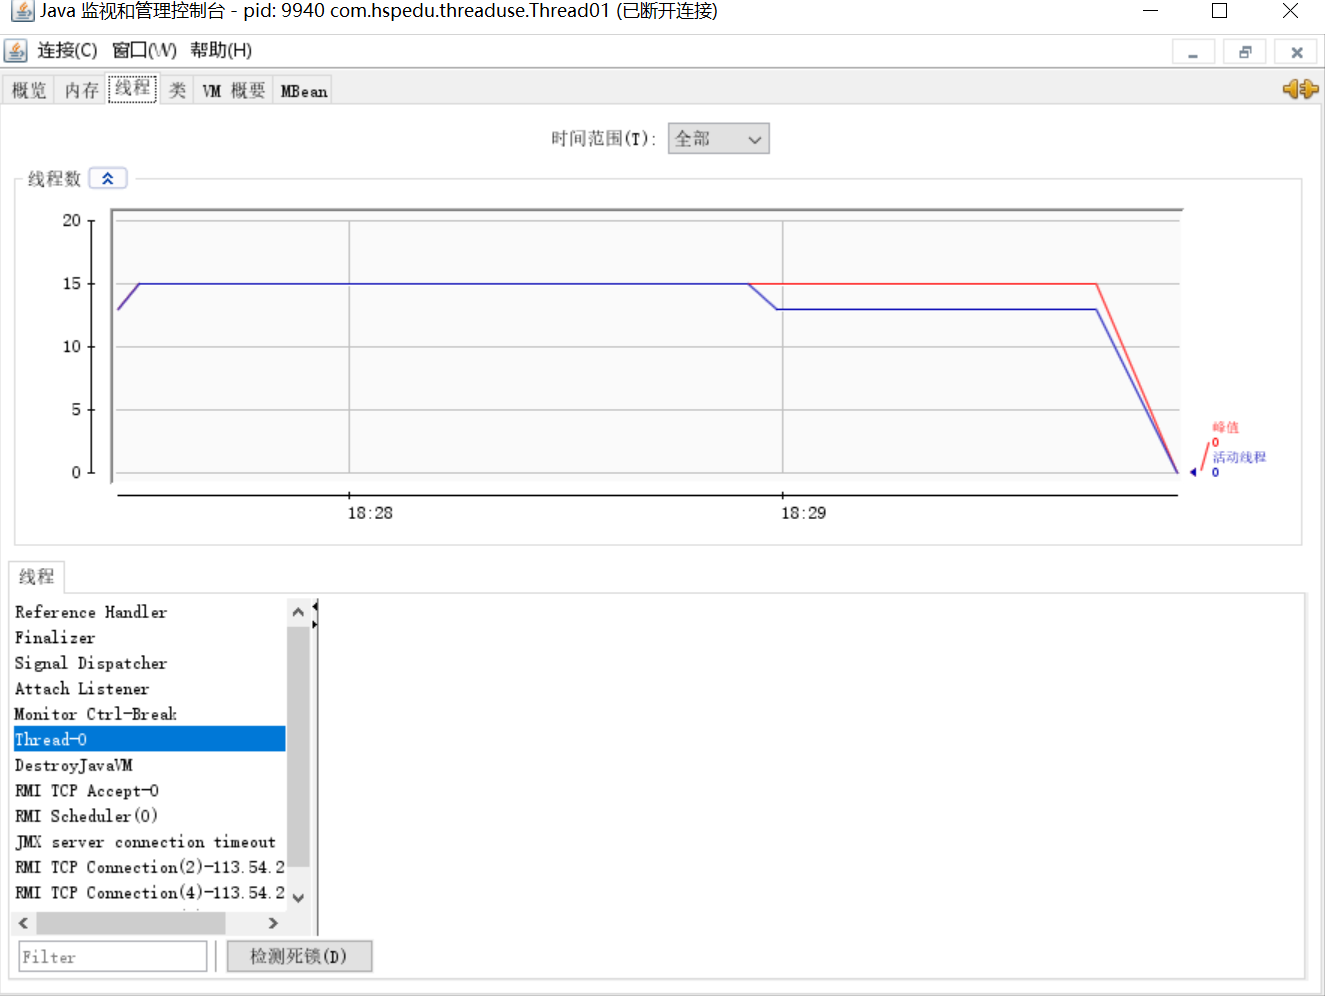 Java 监视和管理控制台 - pid: 9940 com.hspedu.threaduse.Thread01 (已断开连接)
连接(C) 窗口(W) 帮助(H)
概览 内存 线程 类 VM 概要 MBean
时间范围(T): 全部
线程数
20
15
10
5
0
峰值
0
活动线程
0
18:28 18:29
线程
Reference Handler
Finalizer
Signal Dispatcher
Attach Listener
Monitor Ctrl-Break
Thread-0
DestroyJavaVM
RMI TCP Accept-0
RMI Scheduler(0)
JMX server connection timeout
RMI TCP Connection(2)-113.54.2
RMI TCP Connection(4)-113.54.2
Filter 检测死锁(D)